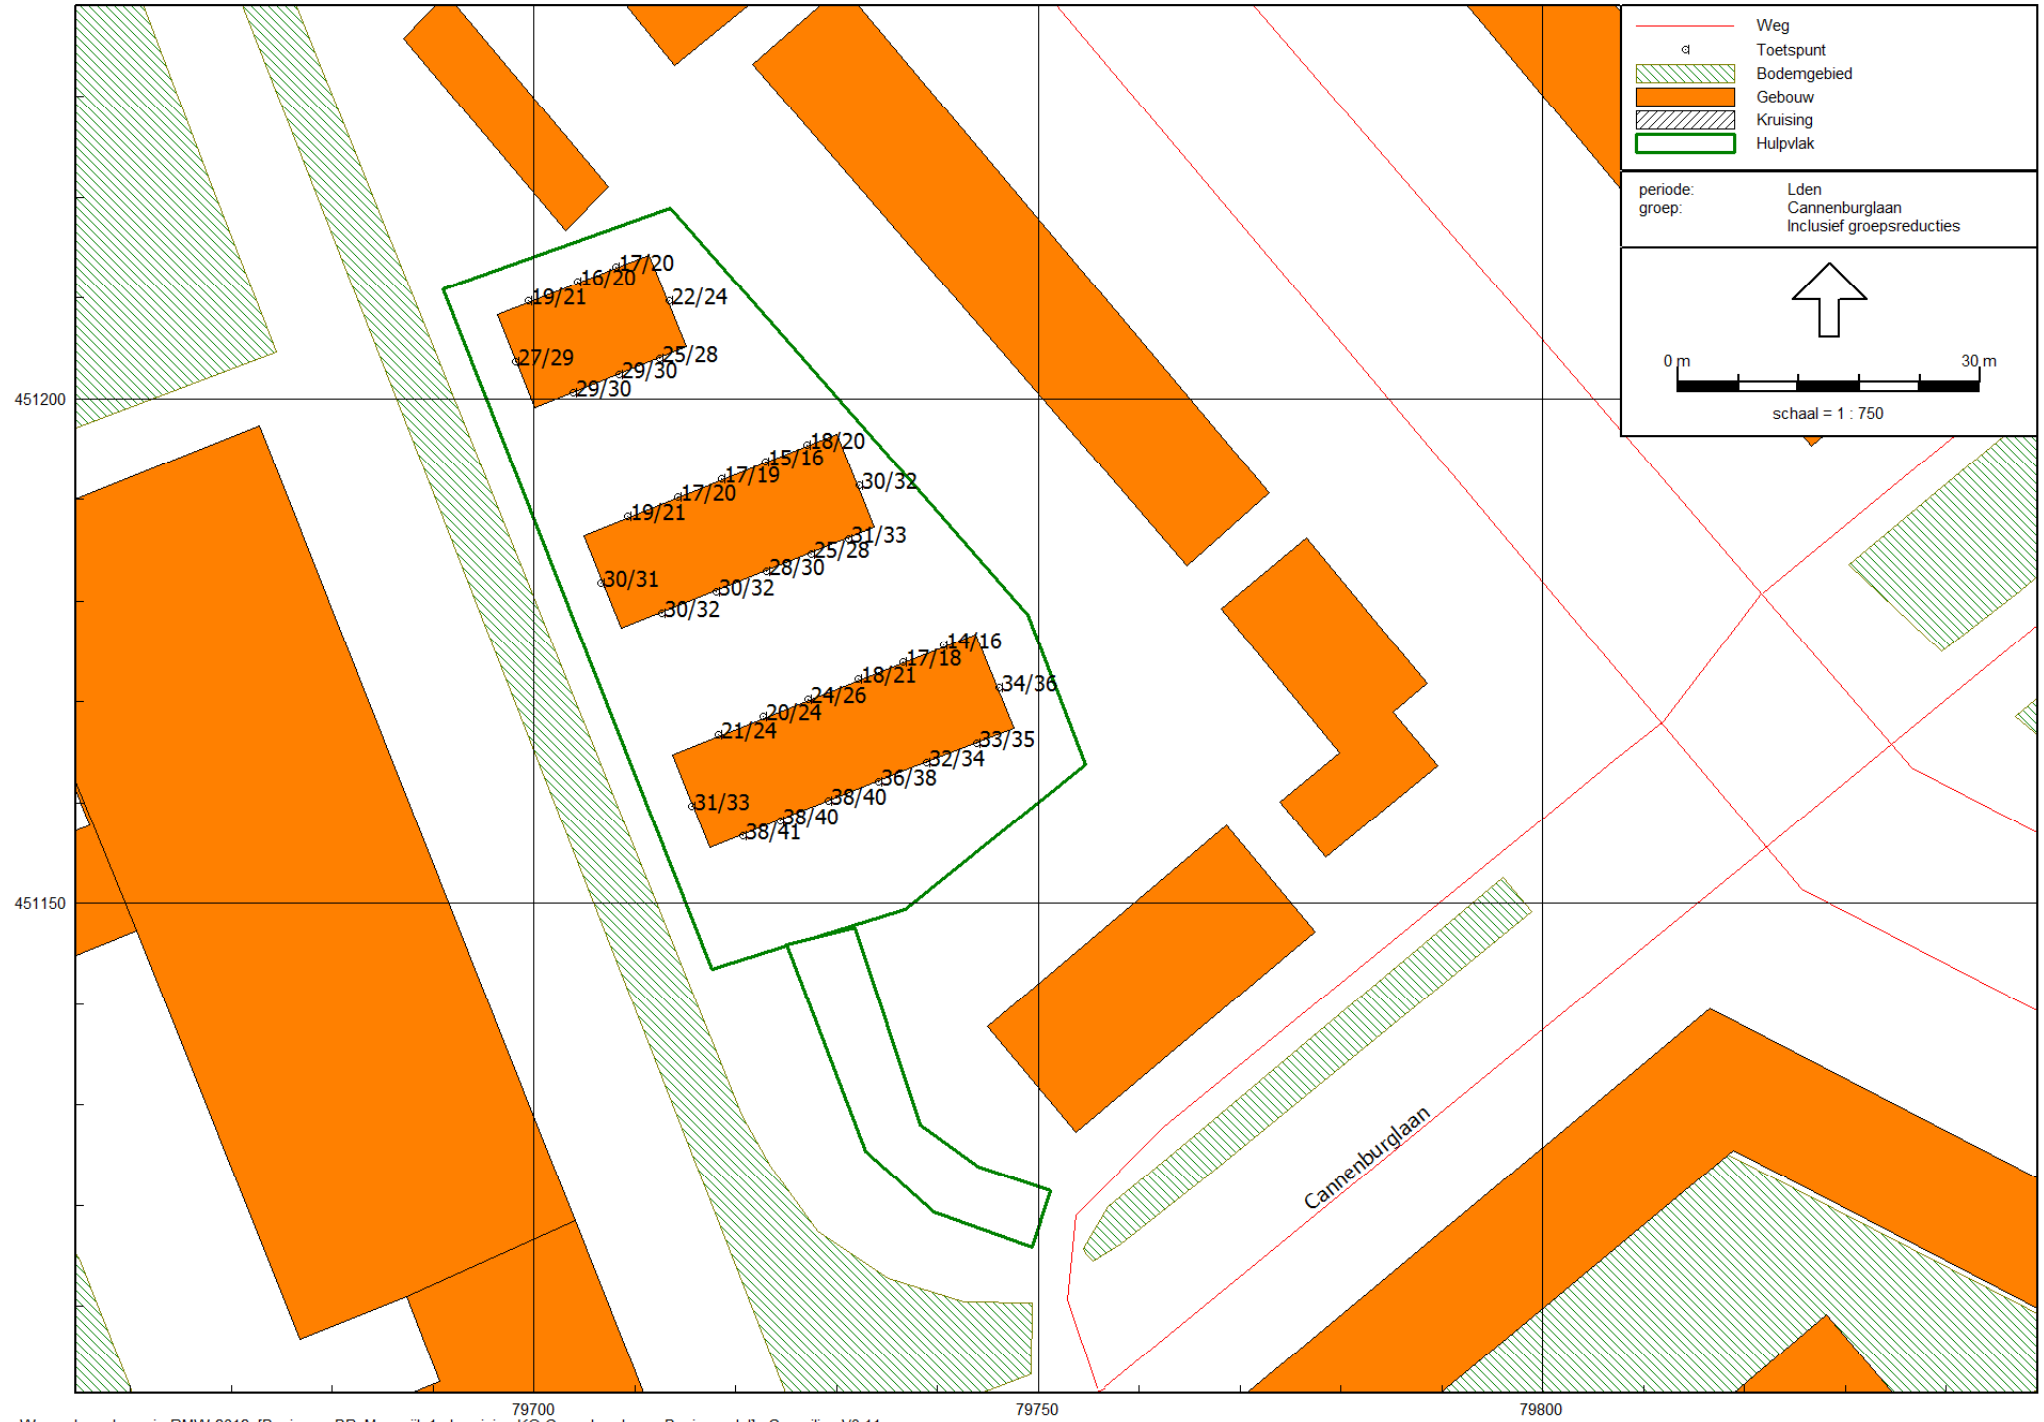 Weg
Toetspunt
Bodemgebied
Gebouw
Kruising
Hulpvlak
periode: Lden
groep: Cannenburglaan
Inclusief groepsreducties
0 m 30 m
schaal = 1 : 750
17/20
16/20
19/21
22/24
27/29
25/28
29/30
29/30
451200
18/20
15/16
17/19
17/20
19/21
30/32
31/33
25/28
28/30
30/31
30/32
30/32
14/16
17/18
18/21
24/26
20/24
21/24
34/36
33/35
32/34
36/38
38/40
31/33
38/40
38/41
451150
Cannenburglaan
79700 79750 79800